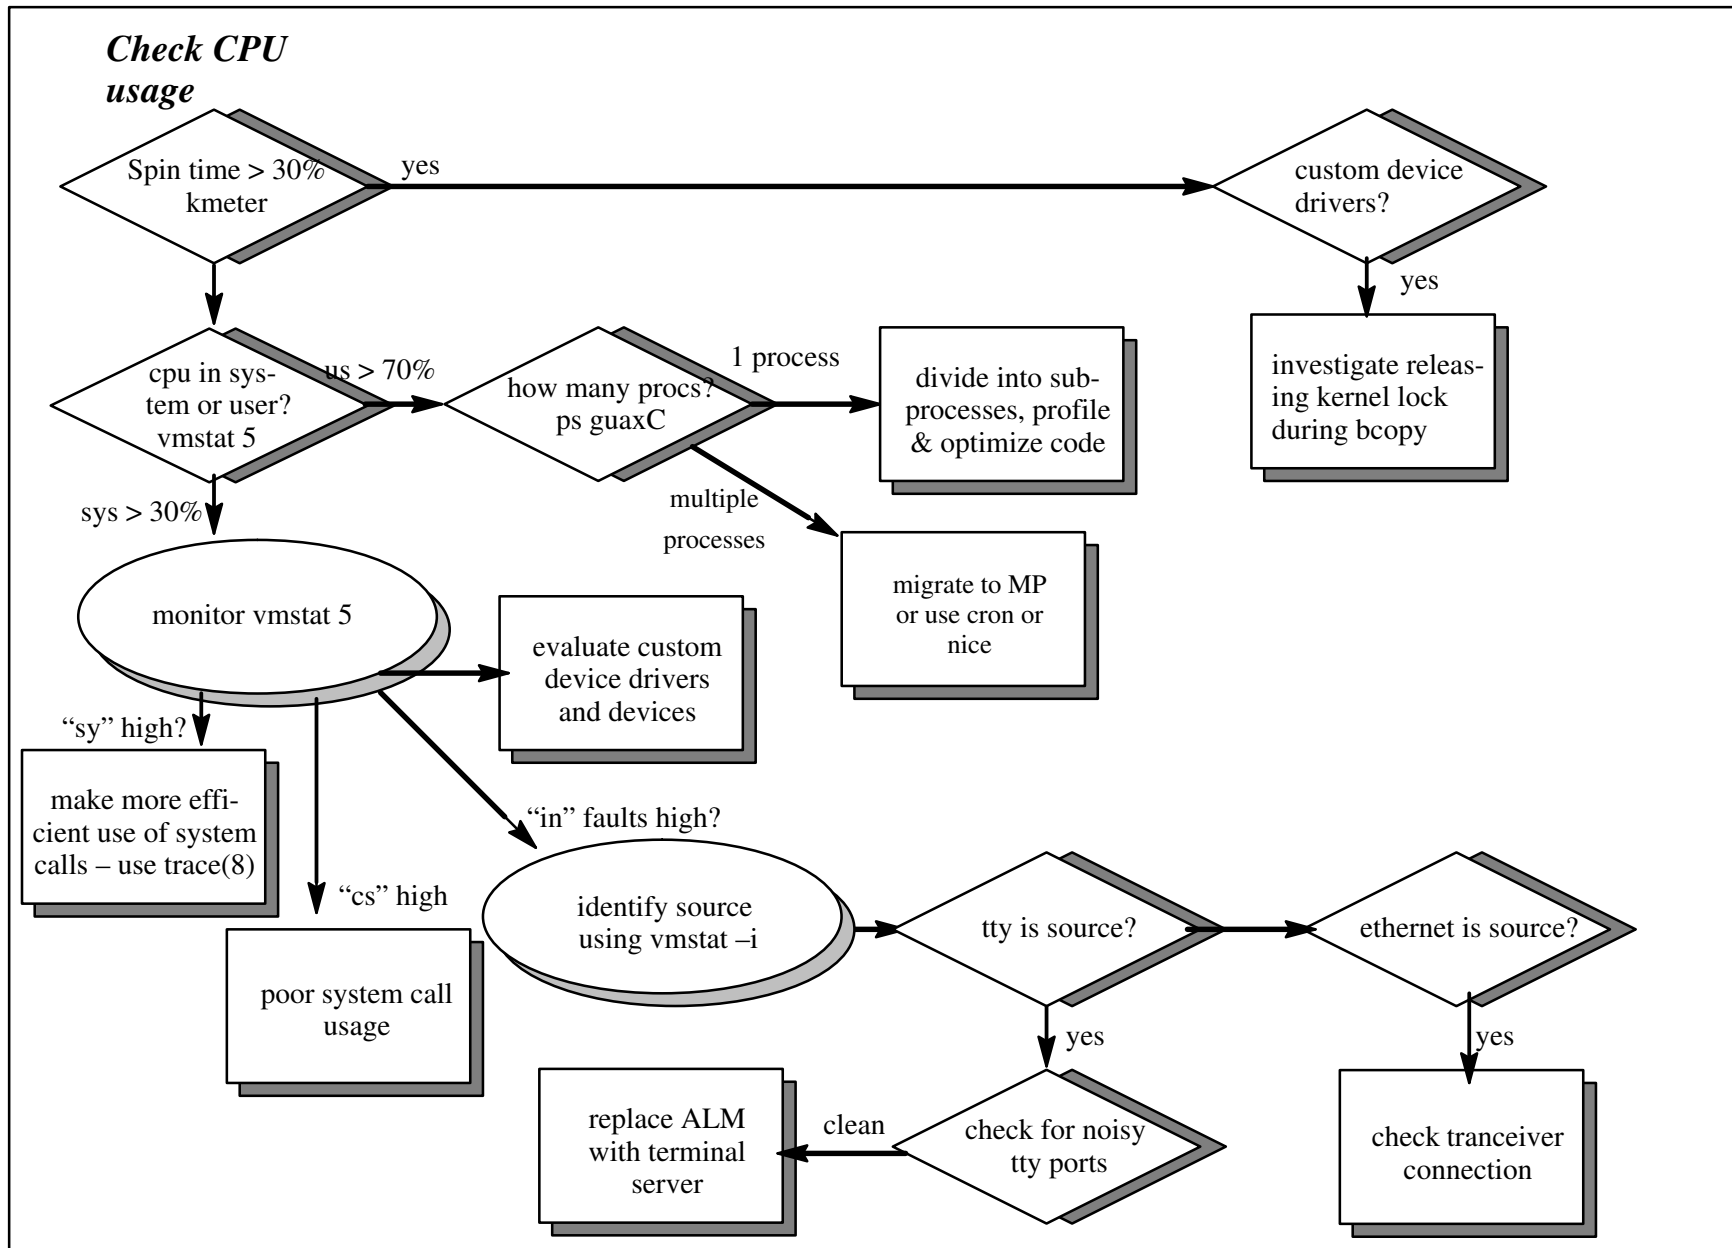 Check CPU
usage
Spin time > 30%
kmeter
yes
custom device
drivers?
yes
investigate releas-
ing kernel lock
during bcopy
cpu in sys-
tem or user?
vmstat 5
us > 70%
how many procs?
ps guaxC
1 process
divide into sub-
processes, profile
& optimize code
multiple
processes
migrate to MP
or use cron or
nice
sys > 30%
monitor vmstat 5
evaluate custom
device drivers
and devices
“sy” high?
make more effi-
cient use of system
calls – use trace(8)
“cs” high
poor system call
usage
“in” faults high?
identify source
using vmstat –i
tty is source?
ethernet is source?
yes
yes
check for noisy
tty ports
clean
replace ALM
with terminal
server
check tranceiver
connection